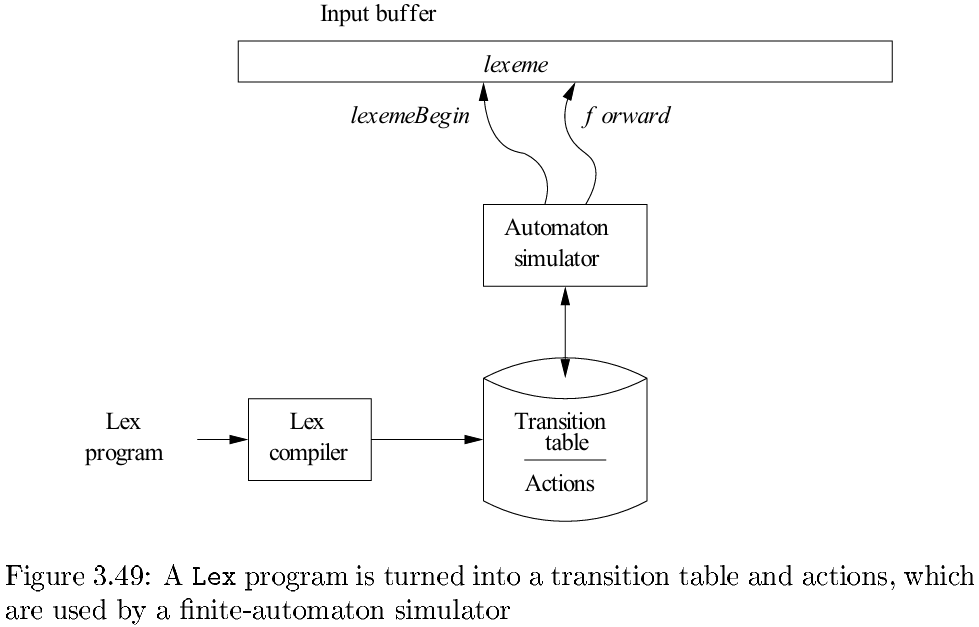 Input buffer
lexeme
lexemeBegin
f orward
Automaton
simulator
Lex
program
Lex
compiler
Transition
table
Actions
Figure 3.49: A Lex program is turned into a transition table and actions, which
are used by a finite-automaton simulator